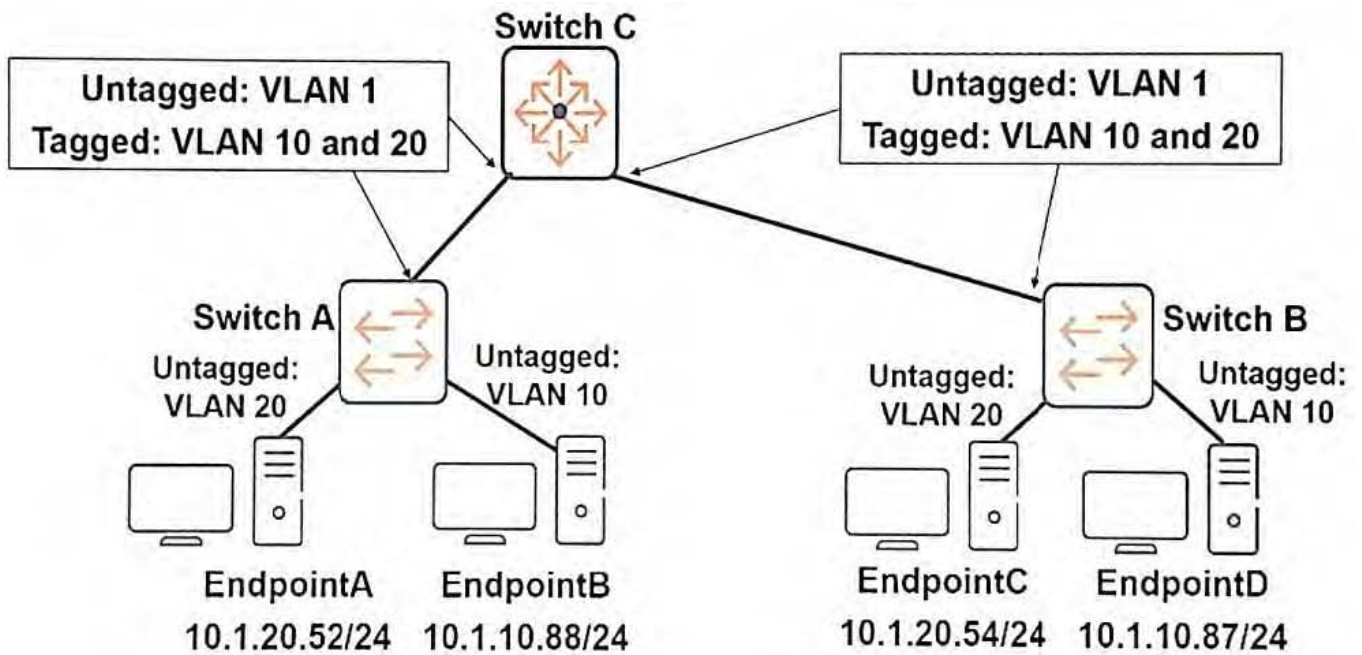 Switch C
Untagged: VLAN 1
Tagged: VLAN 10 and 20
Untagged: VLAN 1
Tagged: VLAN 10 and 20
Switch A
Untagged:
VLAN 20
Untagged:
VLAN 10
Switch B
Untagged:
VLAN 20
Untagged:
VLAN 10
EndpointA
10.1.20.52/24
EndpointB
10.1.10.88/24
EndpointC
10.1.20.54/24
EndpointD
10.1.10.87/24